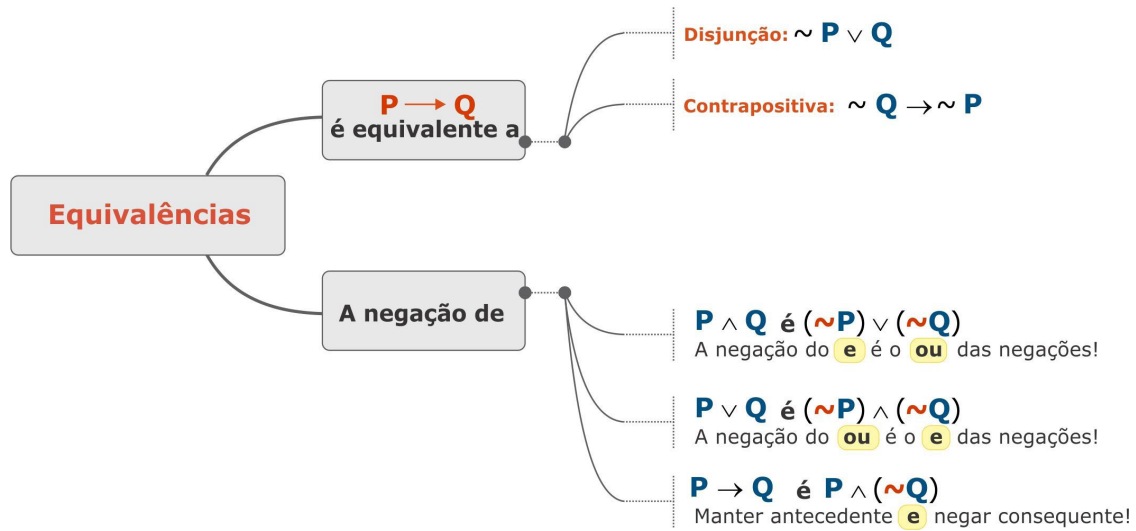 Equivalências
P → Q
é equivalente a
Disjunção: ~ P ∨ Q
Contrapositiva: ~ Q → ~ P
A negação de
P ∧ Q é (~P) ∨ (~Q)
A negação do e é o ou das negações!
P ∨ Q é (~P) ∧ (~Q)
A negação do ou é o e das negações!
P → Q é P ∧ (~Q)
Manter antecedente e negar consequente!